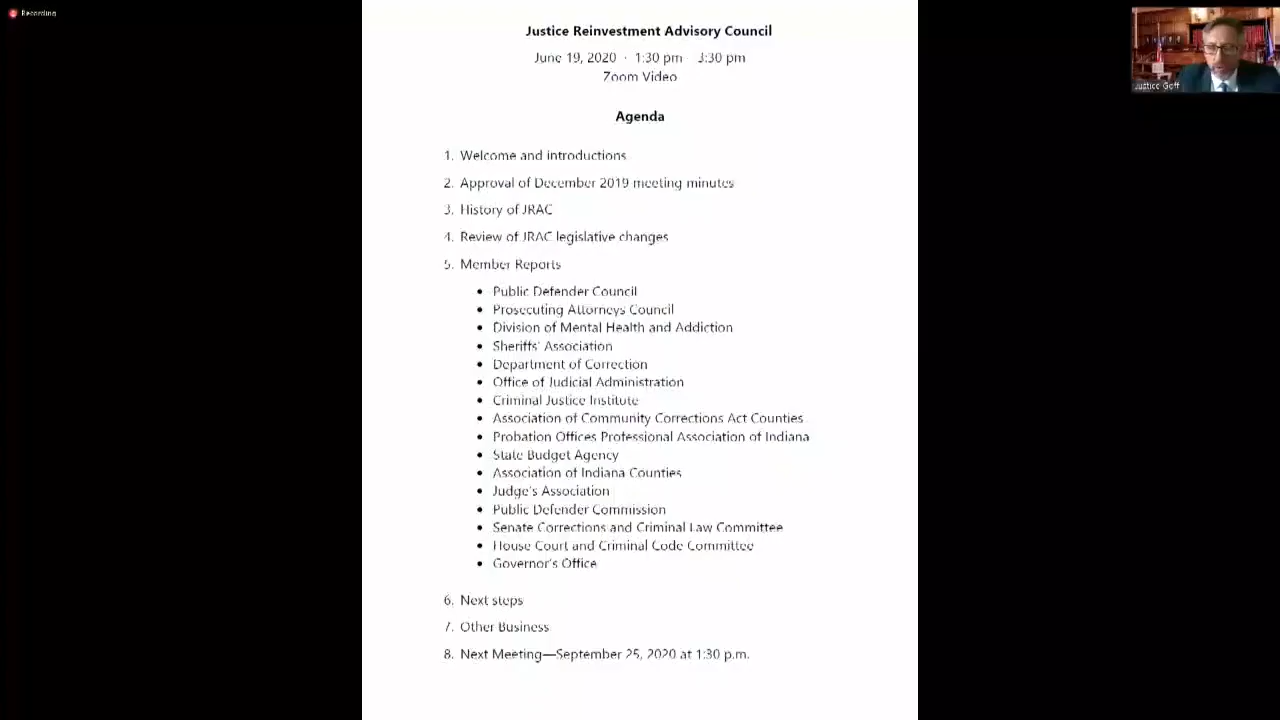 Recording
Justice Reinvestment Advisory Council
June 19, 2020 · 1:30 pm - 3:30 pm
Zoom Video
Agenda
1. Welcome and introductions
2. Approval of December 2019 meeting minutes
3. History of JRAC
4. Review of JRAC legislative changes
5. Member Reports
• Public Defender Council
• Prosecuting Attorneys Council
• Division of Mental Health and Addiction
• Sheriffs' Association
• Department of Correction
• Office of Judicial Administration
• Criminal Justice Institute
• Association of Community Corrections Act Counties
• Probation Offices Professional Association of Indiana
• State Budget Agency
• Association of Indiana Counties
• Judge's Association
• Public Defender Commission
• Senate Corrections and Criminal Law Committee
• House Court and Criminal Code Committee
• Governor's Office
6. Next steps
7. Other Business
8. Next Meeting—September 25, 2020 at 1:30 p.m.
Justice Goff